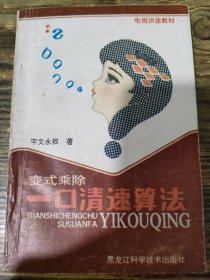 电视讲座教材
宇文永权 著
变式乘除
一口清速算法
BIANSHICHENGCHU
SUSUANFA YIKOUQING
黑龙江科学技术出版社